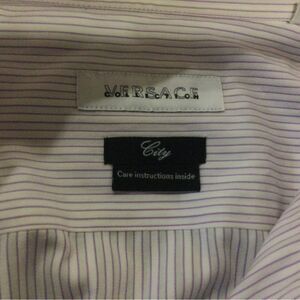 VERSACE
COLLECTION
City
Care instructions inside